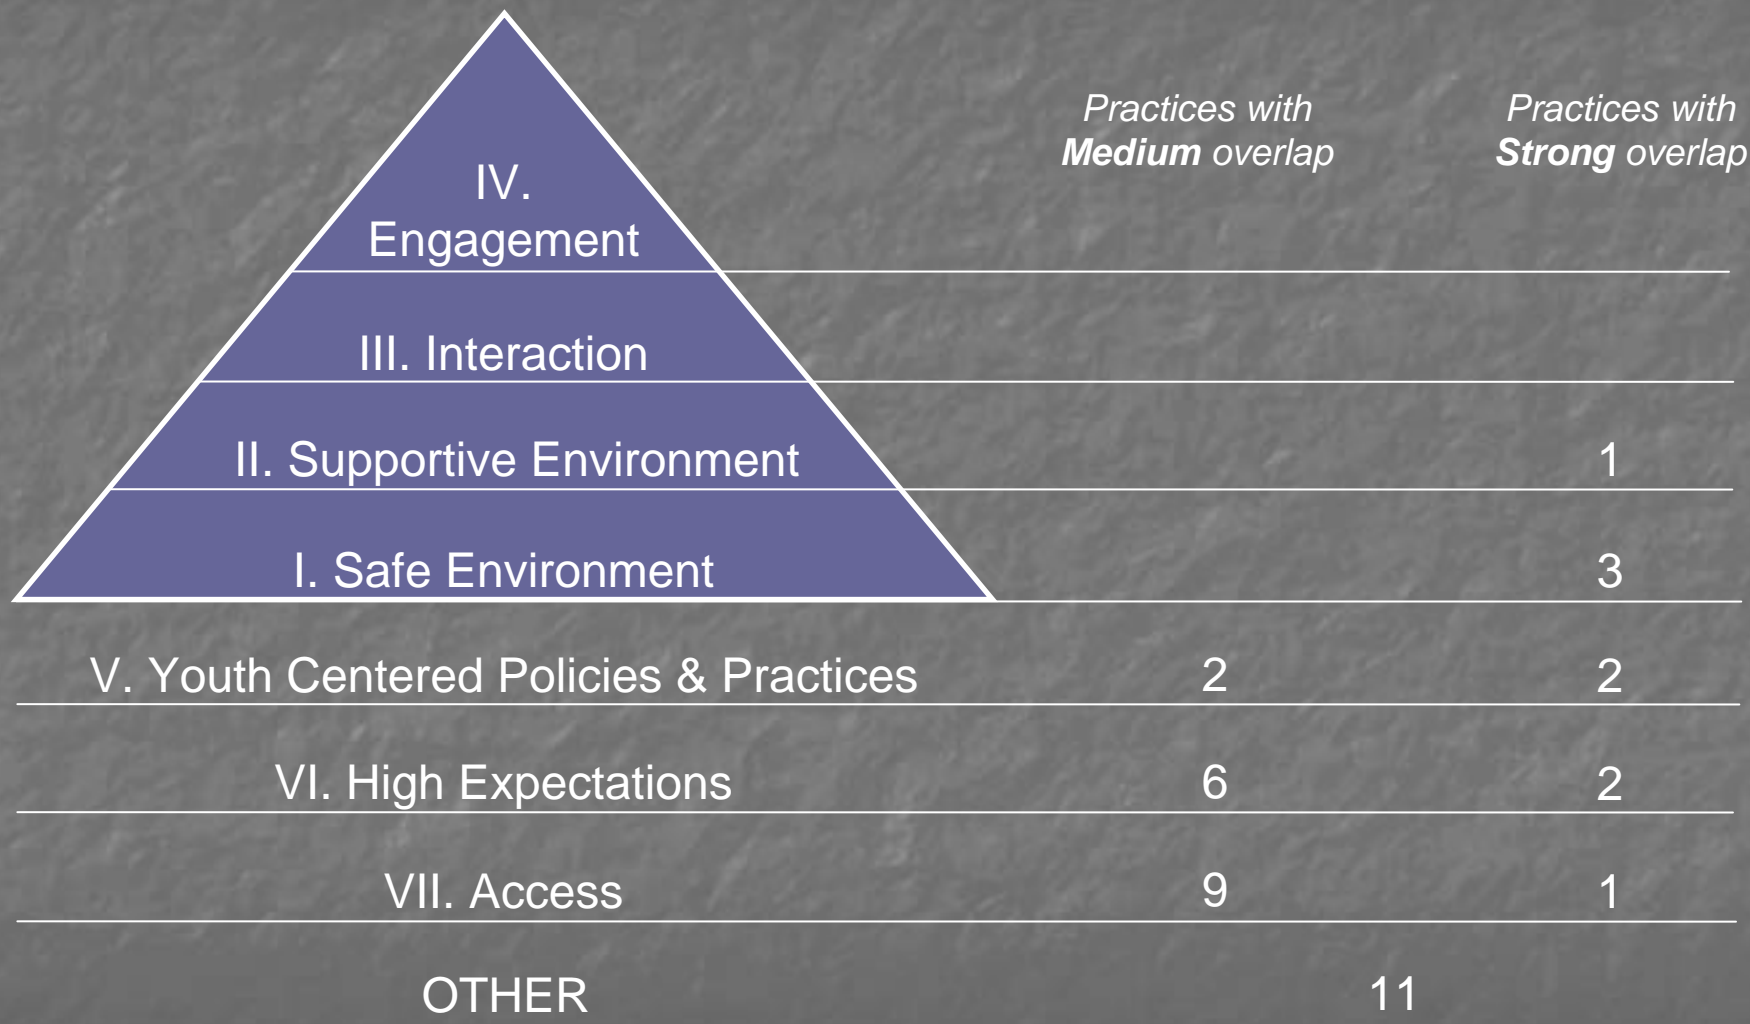 Practices with
Medium overlap
Practices with
Strong overlap
IV.
Engagement
III. Interaction
II. Supportive Environment 1
I. Safe Environment 3
V. Youth Centered Policies & Practices 2 2
VI. High Expectations 6 2
VII. Access 9 1
OTHER 11